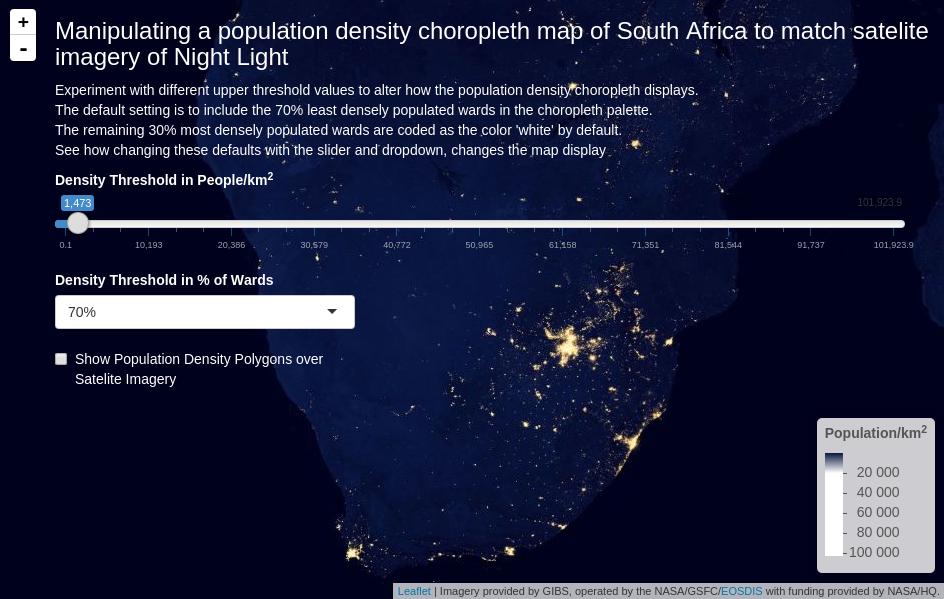 +
-
Manipulating a population density choropleth map of South Africa to match satelite
imagery of Night Light
Experiment with different upper threshold values to alter how the population density choropleth displays.
The default setting is to include the 70% least densely populated wards in the choropleth palette.
The remaining 30% most densely populated wards are coded as the color 'white' by default.
See how changing these defaults with the slider and dropdown, changes the map display
Density Threshold in People/km2
1,473
101,923.9
0.1 10,193 20,386 30,579 40,772 50,965 61,158 71,351 81,544 91,737 101,923.9
Density Threshold in % of Wards
70%
Show Population Density Polygons over
Satelite Imagery
Population/km2
20 000
40 000
60 000
80 000
100 000
Leaflet | Imagery provided by GIBS, operated by the NASA/GSFC/EOSDIS with funding provided by NASA/HQ.